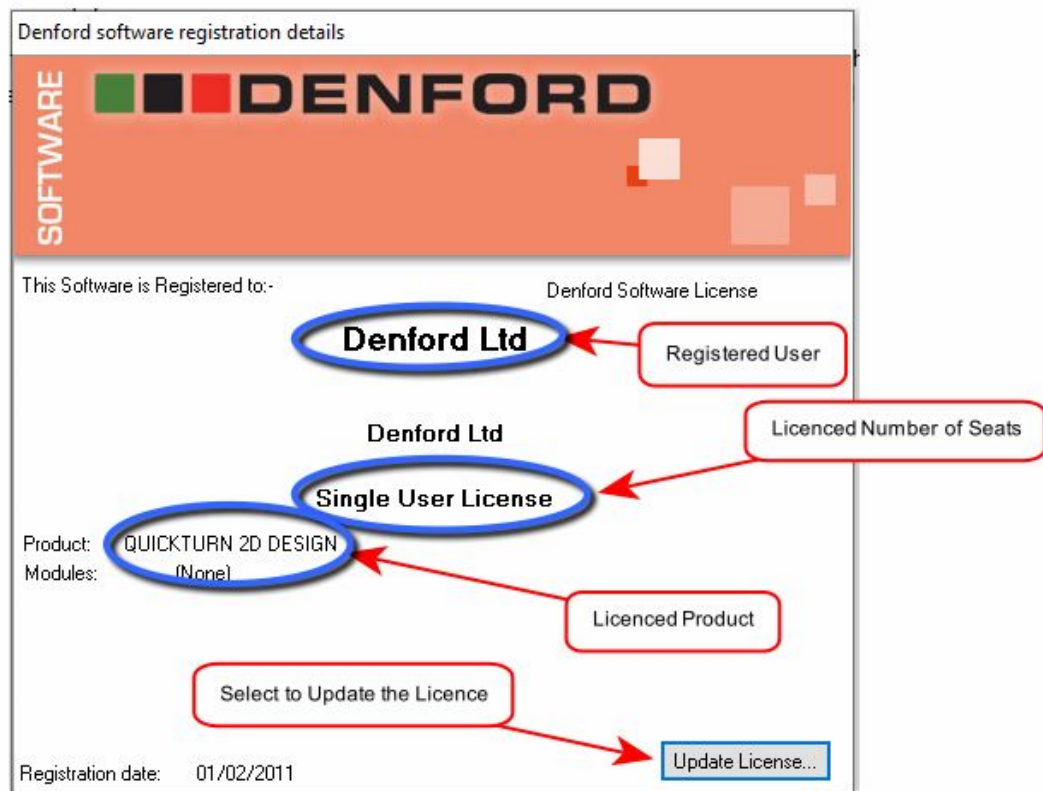 Denford software registration details
SOFTWARE
DENFORD
This Software is Registered to:-
Denford Software License
Denford Ltd
Registered User
Denford Ltd
Licenced Number of Seats
Single User License
Product: QUICKTURN 2D DESIGN
Modules: (None)
Licenced Product
Select to Update the Licence
Update License...
Registration date: 01/02/2011